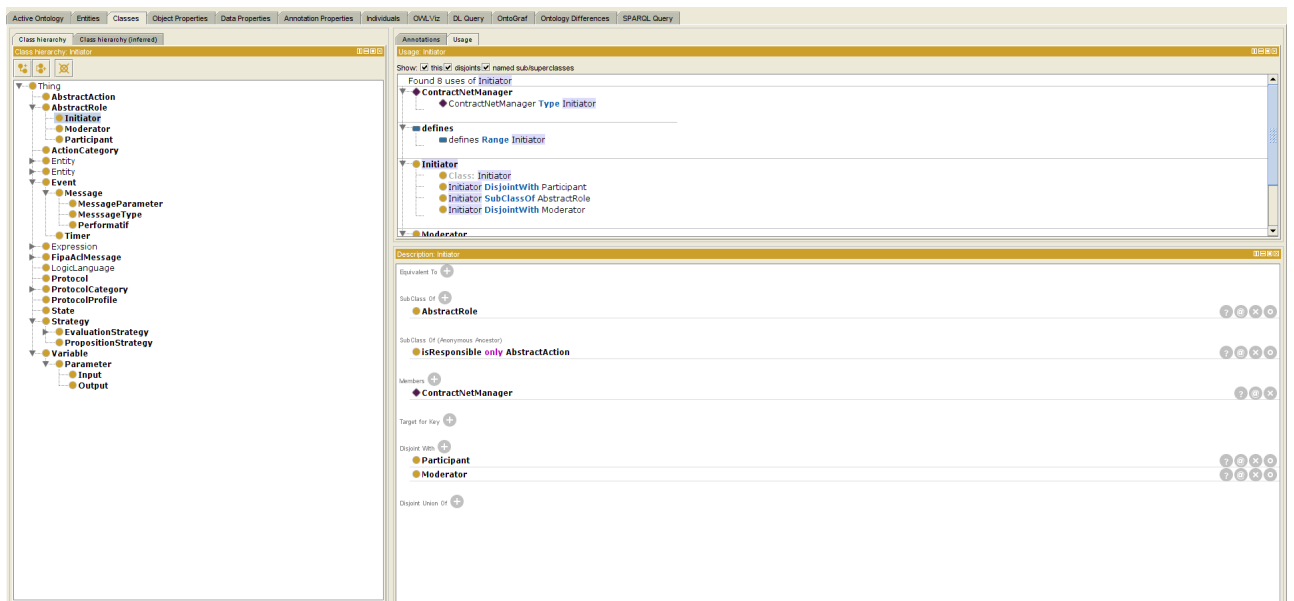 Active Ontology Entities Classes Object Properties Data Properties Annotation Properties Individuals OWLViz DL Query OntoGraf Ontology Differences SPARQL Query
Class hierarchy Class hierarchy (inferred)
Class hierarchy: Initiator
Thing
AbstractAction
AbstractRole
Initiator
Moderator
Participant
ActionCategory
Entity
Entity
Event
Message
MessageParameter
MesssageType
Performatif
Timer
Expression
FipaAclMessage
LogicLanguage
Protocol
ProtocolCategory
ProtocolProfile
State
Strategy
EvaluationStrategy
PropositionStrategy
Variable
Parameter
Input
Output
Annotations Usage
Usage: Initiator
Show: this disjoints named sub/superclasses
Found 8 uses of Initiator
ContractNetManager
ContractNetManager Type Initiator
defines
defines Range Initiator
Initiator
Class: Initiator
Initiator DisjointWith Participant
Initiator SubClassOf AbstractRole
Initiator DisjointWith Moderator
Moderator
Description: Initiator
Equivalent To
SubClass Of
AbstractRole
SubClass Of (Anonymous Ancestor)
isResponsible only AbstractAction
Members
ContractNetManager
Target for Key
Disjoint With
Participant
Moderator
Disjoint Union Of